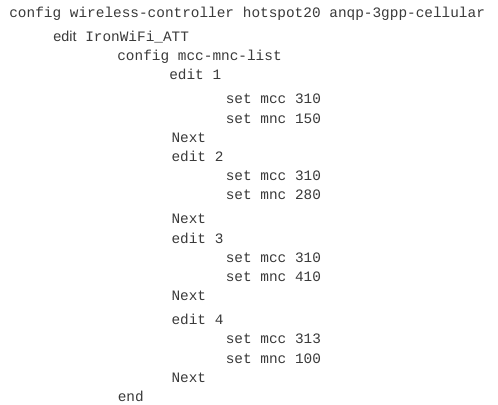 config wireless-controller hotspot20 anqp-3gpp-cellular
edit IronWiFi_ATT
config mcc-mnc-list
edit 1
set mcc 310
set mnc 150
Next
edit 2
set mcc 310
set mnc 280
Next
edit 3
set mcc 310
set mnc 410
Next
edit 4
set mcc 313
set mnc 100
Next
end